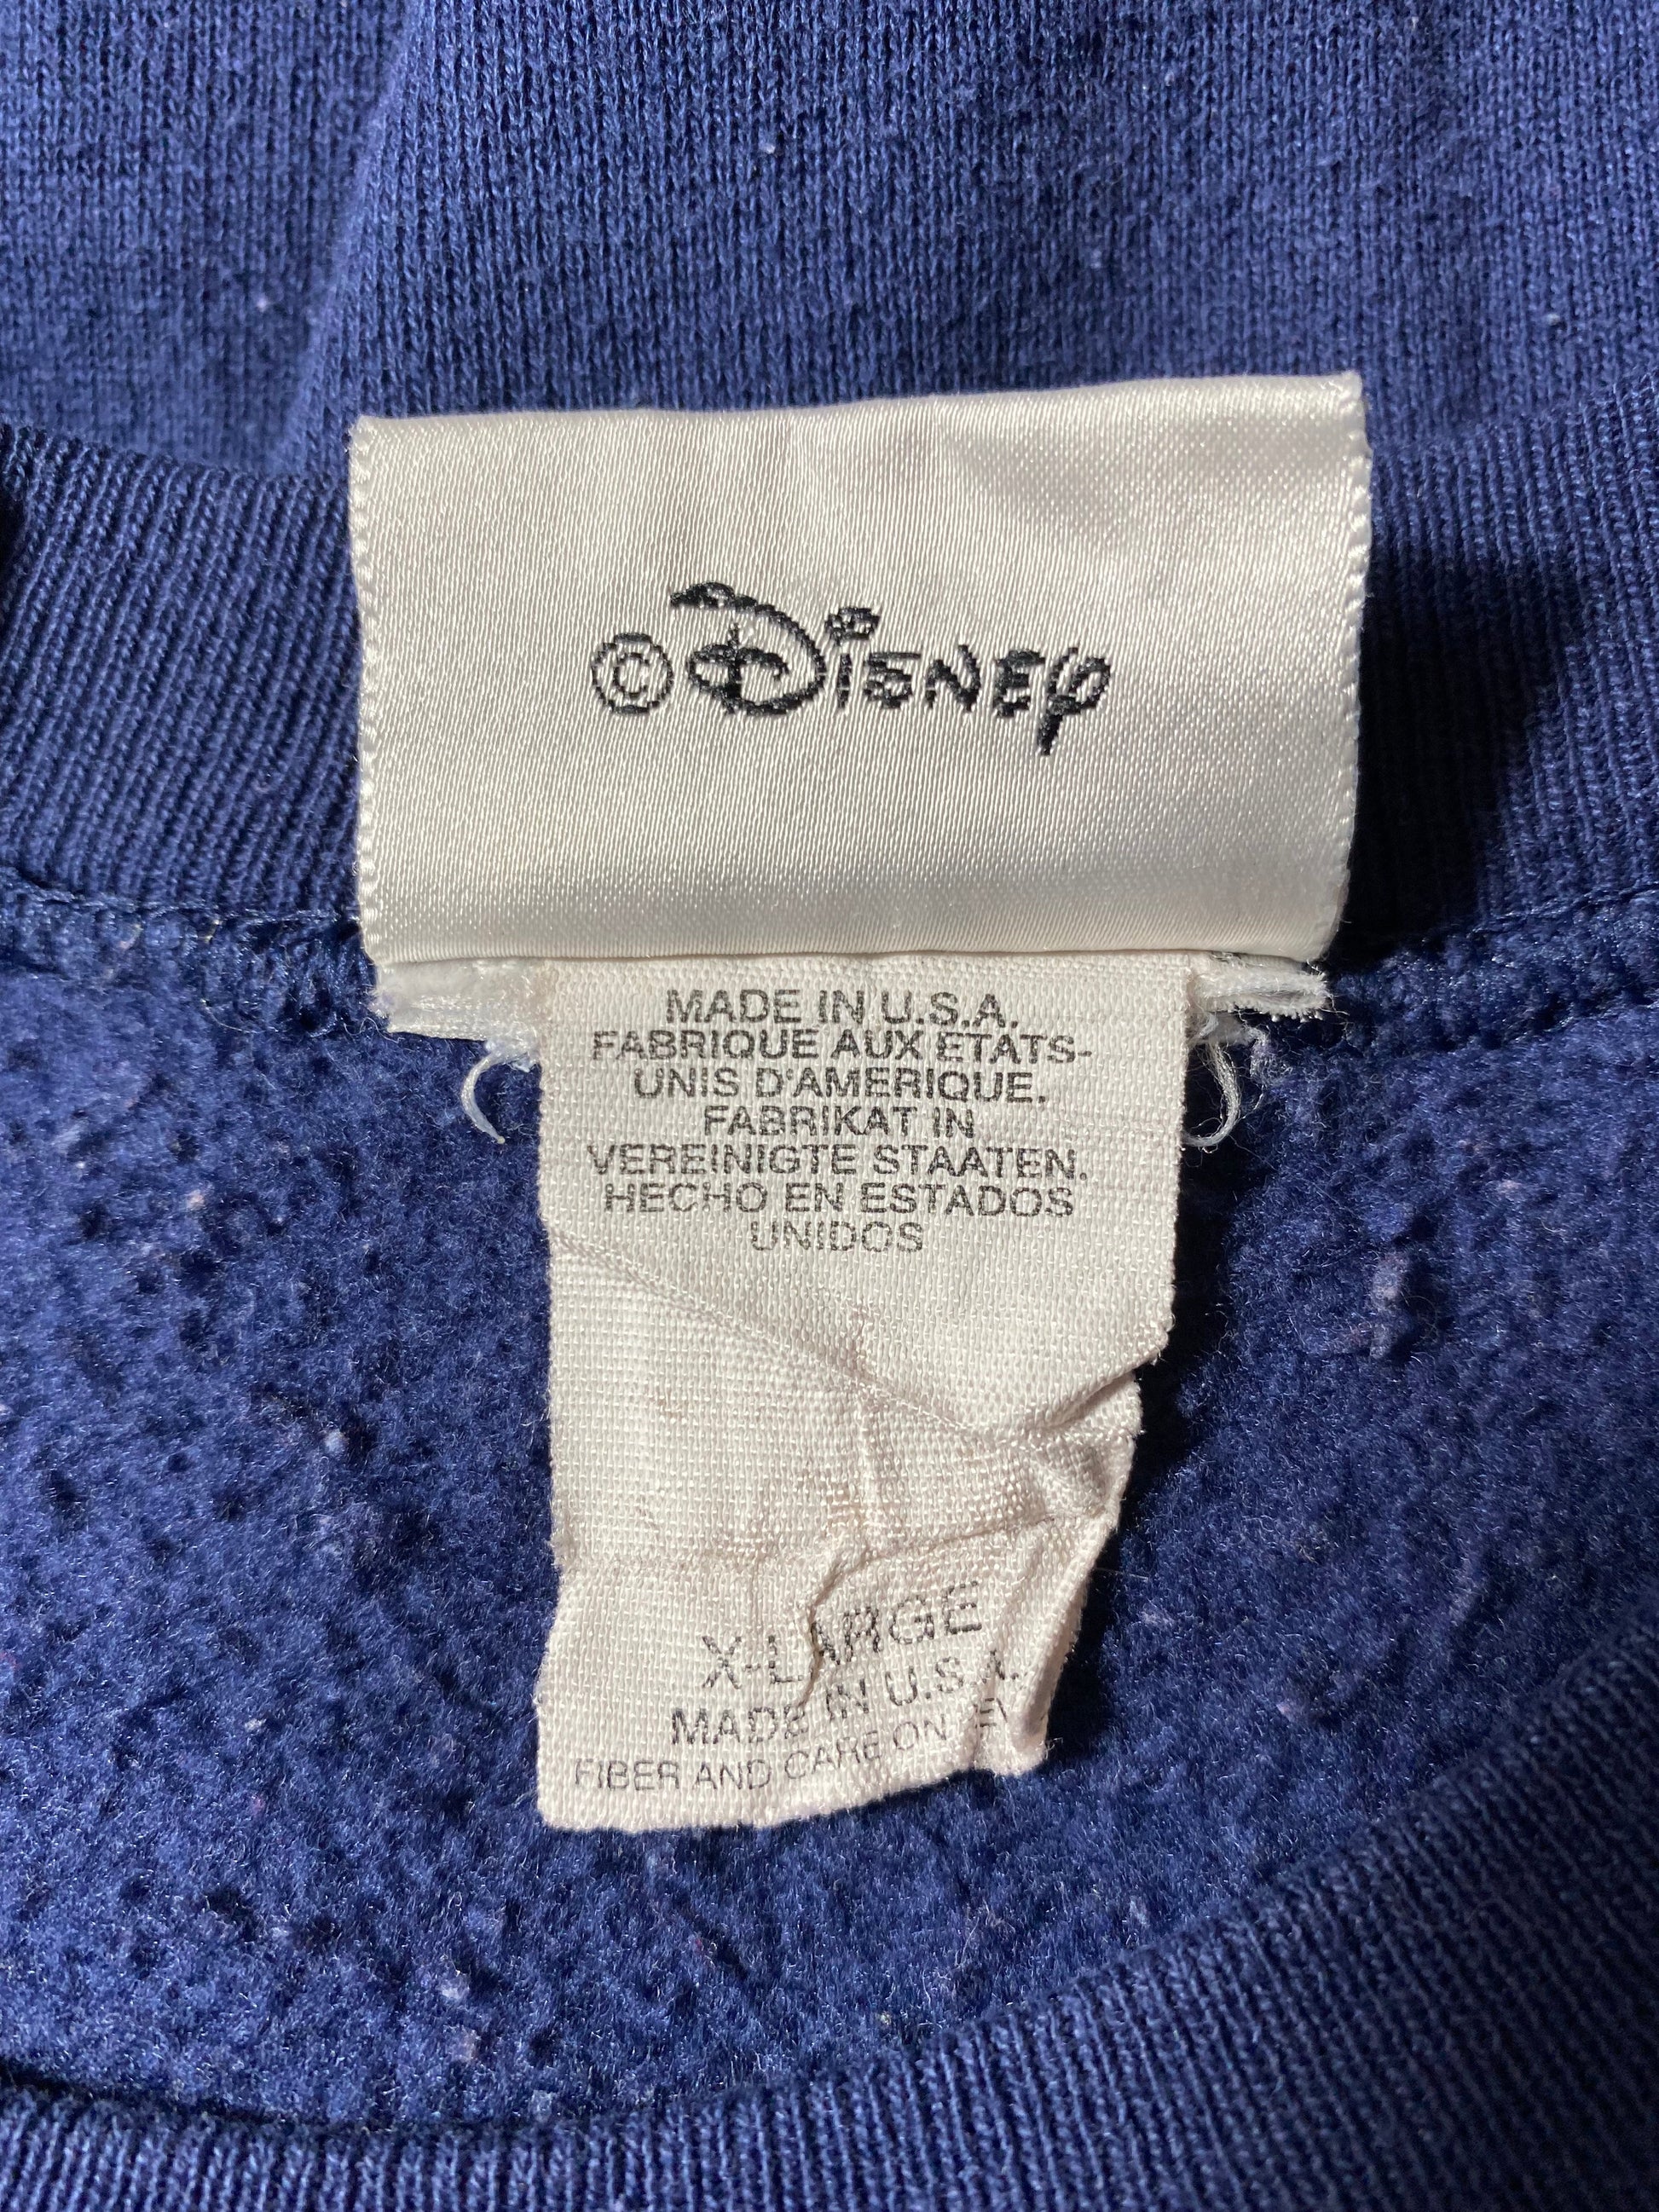 © Disney
MADE IN U.S.A.
FABRIQUE AUX ETATS-
UNIS D'AMERIQUE.
FABRIKAT IN
VEREINIGTE STAATEN.
HECHO EN ESTADOS
UNIDOS
X-LARGE
MADE IN U.S.A.
FIBER AND CARE ON